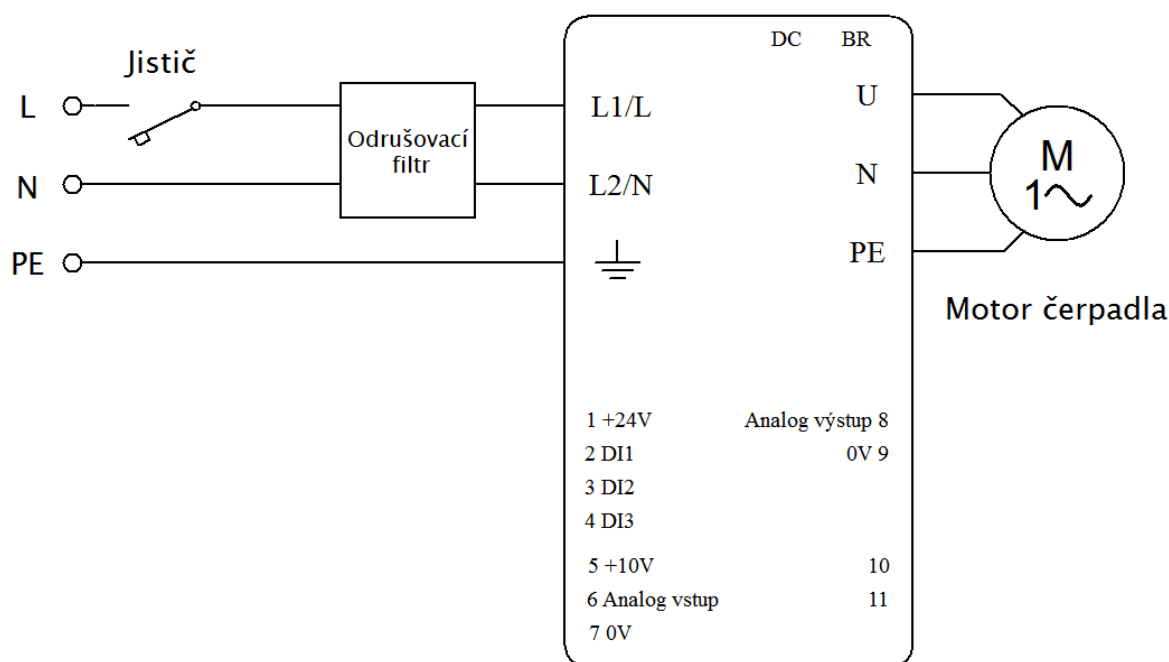 DC BR
Jistič
L
L1/L
U
Odrušovací
filtr
M
1
N
L2/N
N
PE
PE
Motor čerpadla
1 +24V
Analog výstup 8
2 DI1
0V 9
3 DI2
4 DI3
5 +10V
10
6 Analog vstup
11
7 0V